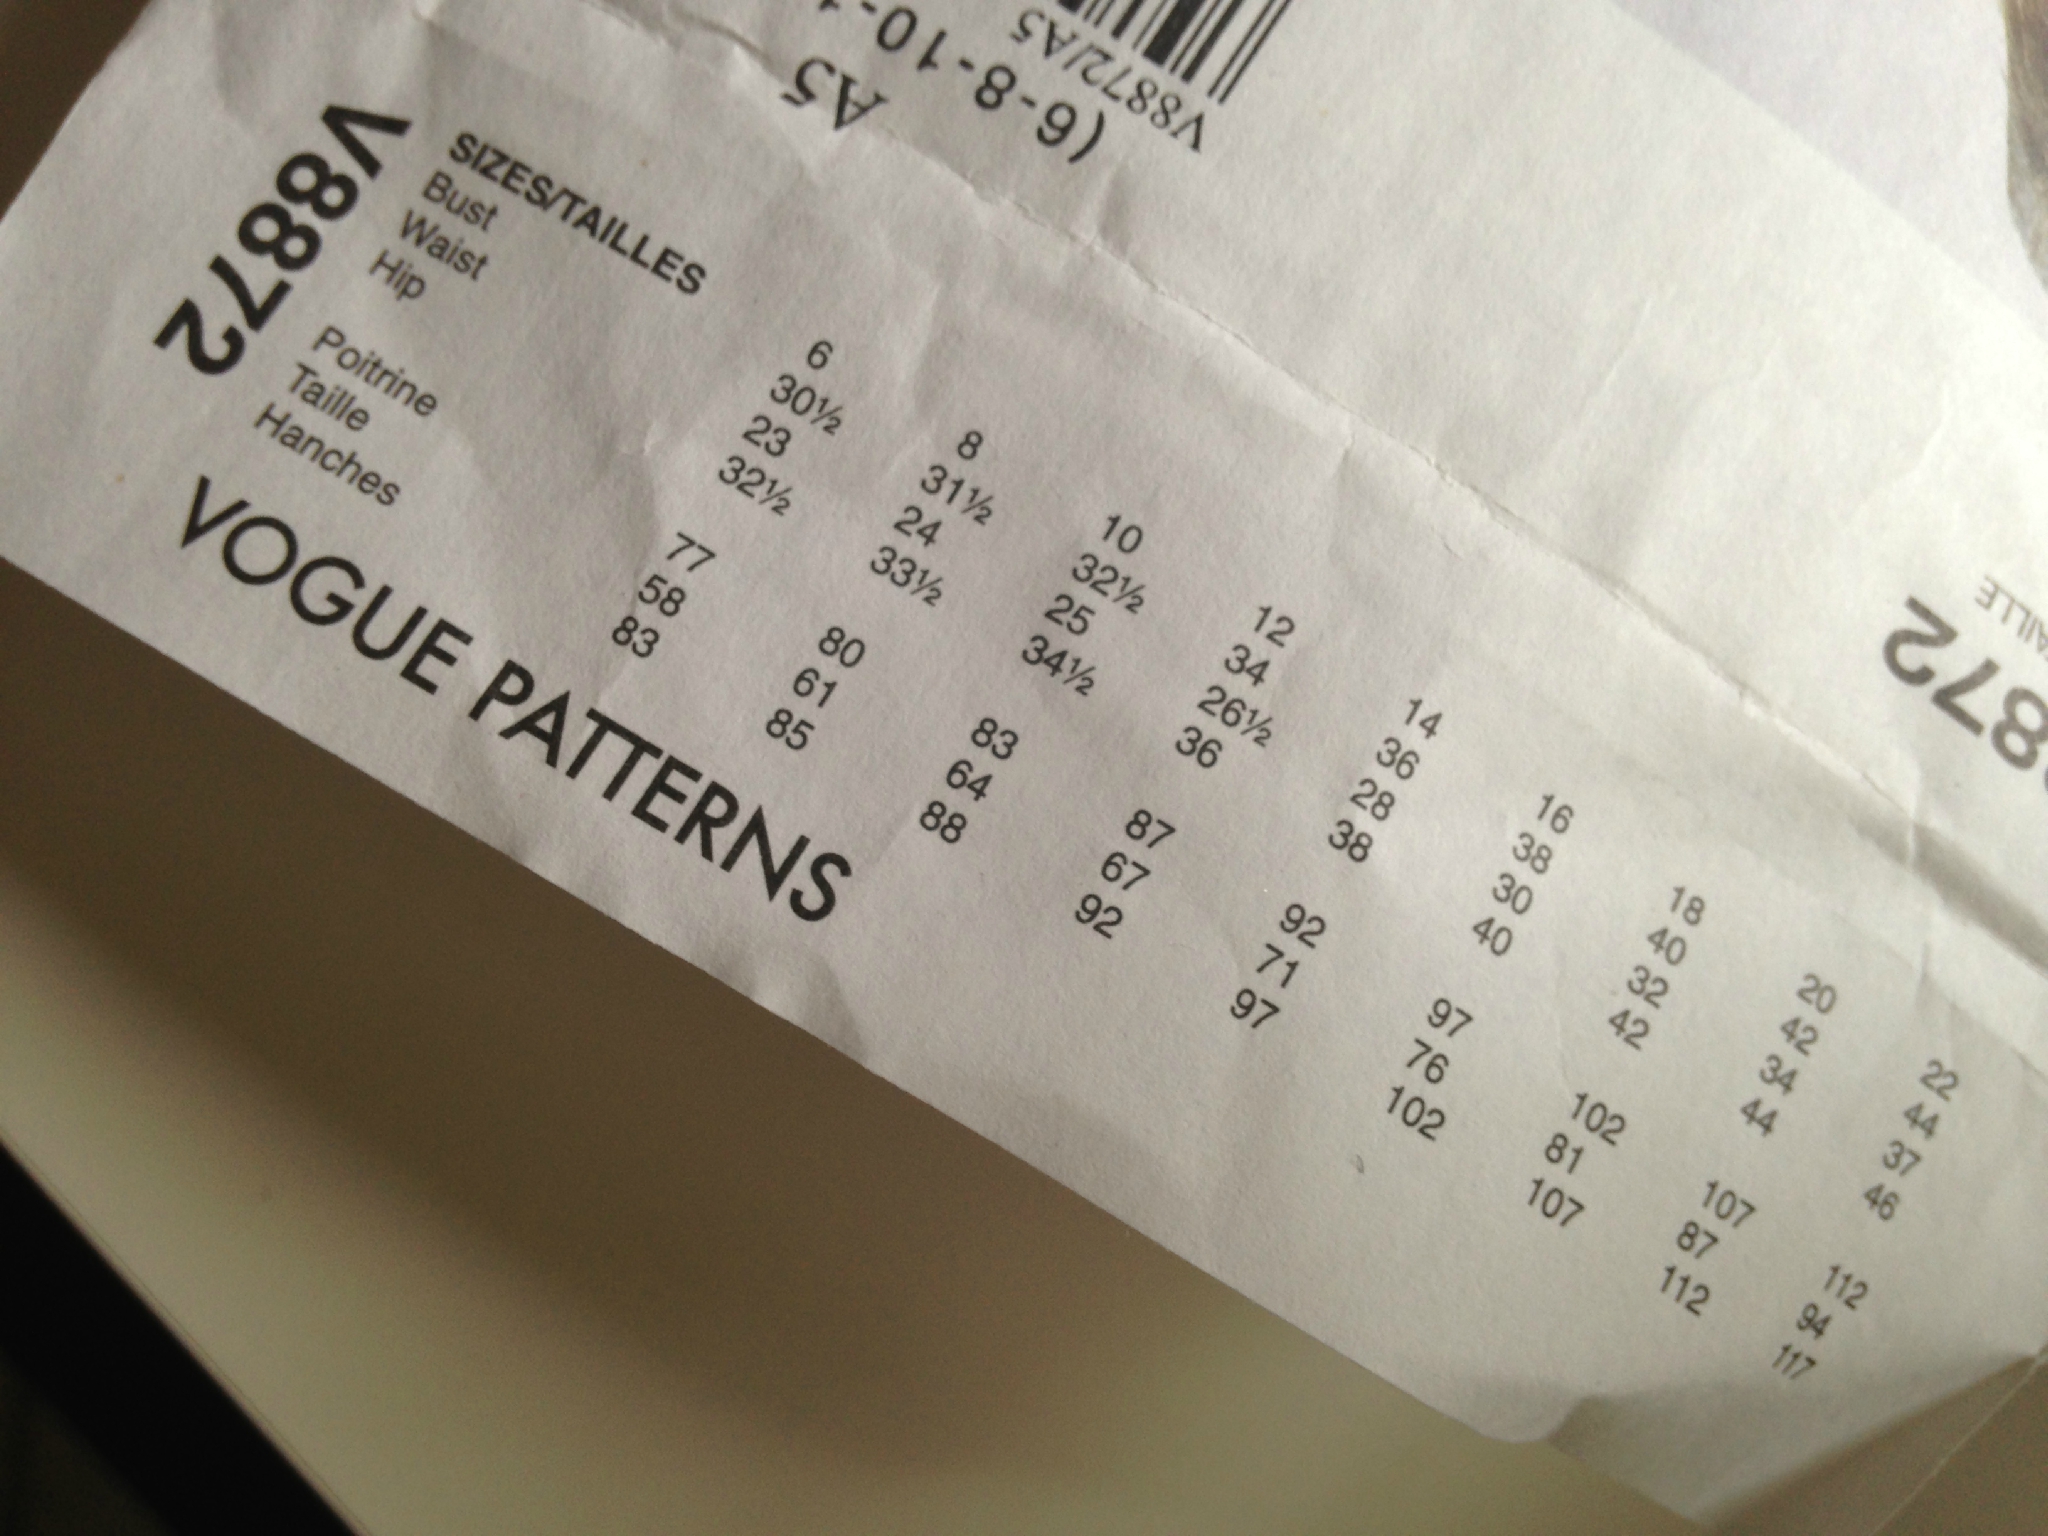 V8872/A5
(6-8-10-
A5
V8872
SIZES/TAILLES 6 8 10 12 14 16 18 20 22
Bust 30½ 31½ 32½ 34 36 38 40 42 44
Waist 23 24 25 26½ 28 30 32 34 37
Hip 32½ 33½ 34½ 36 38 40 42 44 46
Poitrine 77 80 83 87 92 97 102 107 112
Taille 58 61 64 67 71 76 81 87 94
Hanches 83 85 88 92 97 102 107 112 117
VOGUE PATTERNS
AILLE
8872